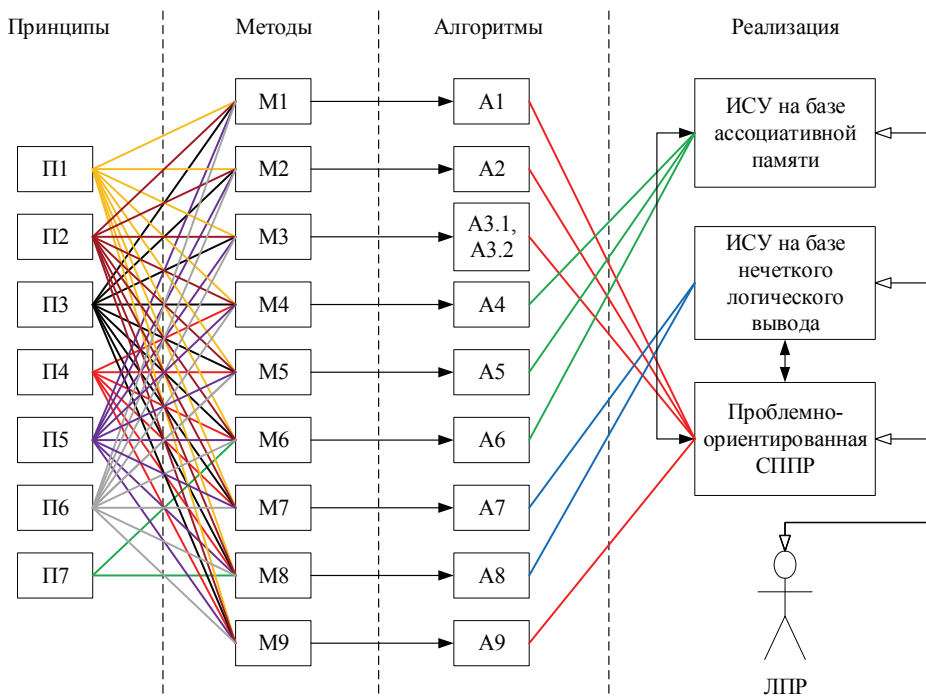 Принципы
Методы
Алгоритмы
Реализация
П1
П2
П3
П4
П5
П6
П7
М1
М2
М3
М4
М5
М6
М7
М8
М9
А1
А2
А3.1,
А3.2
А4
А5
А6
А7
А8
А9
ИСУ на базе
ассоциативной
памяти
ИСУ на базе
нечеткого
логического
вывода
Проблемно-
ориентированная
СППР
ЛПР